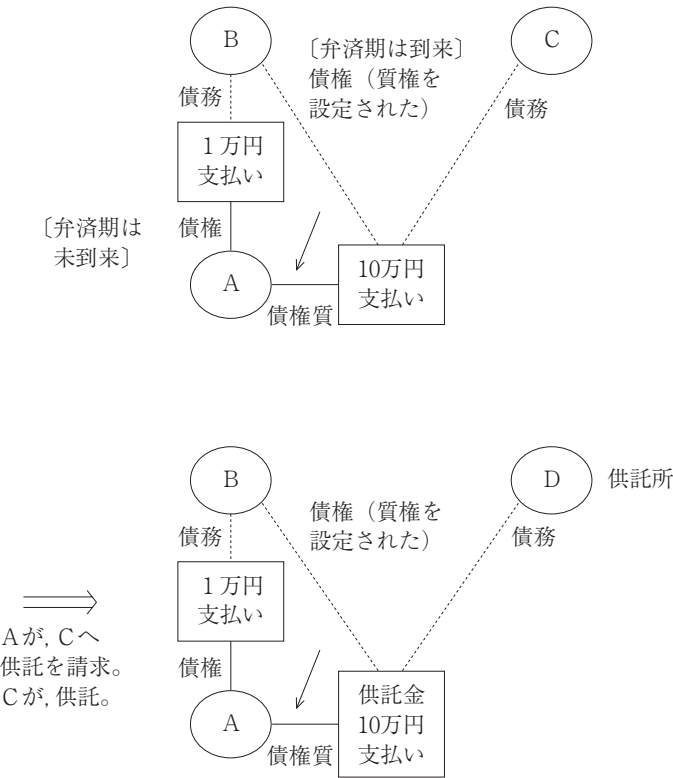 B
〔弁済期は到来〕
債権（質権を
設定された）
C
債務
債務
１万円
支払い
〔弁済期は
未到来〕
債権
A
債権質
10万円
支払い
B
債権（質権を
設定された）
D
供託所
債務
債務
１万円
支払い
Aが, Cへ
供託を請求。
Cが, 供託。
債権
A
債権質
供託金
10万円
支払い